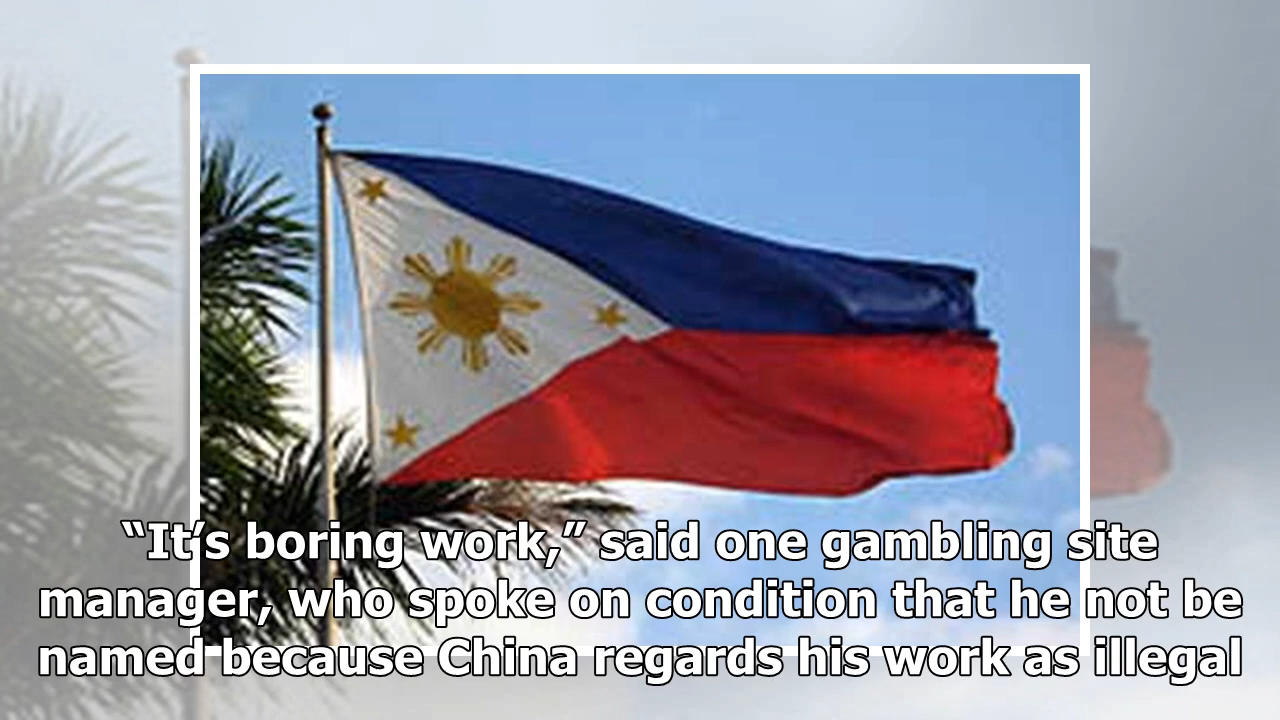 “It’s boring work,” said one gambling site
manager, who spoke on condition that he not be
named because China regards his work as illegal